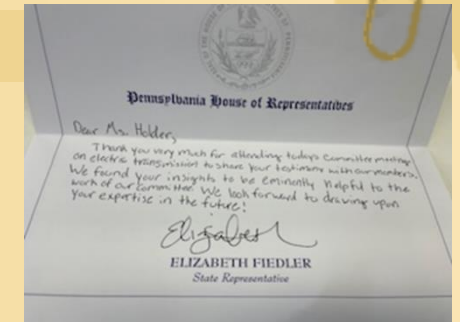 Pennsylvania House of Representatives
Dear Ms. Holder,
Thank you very much for attending today's Committee meeting
on electric transmission to share your testimony with our members.
We found your insights to be eminently helpful to the
work of our committee. We look forward to drawing upon
your expertise in the future!
Elizabeth
ELIZABETH FIEDLER
State Representative